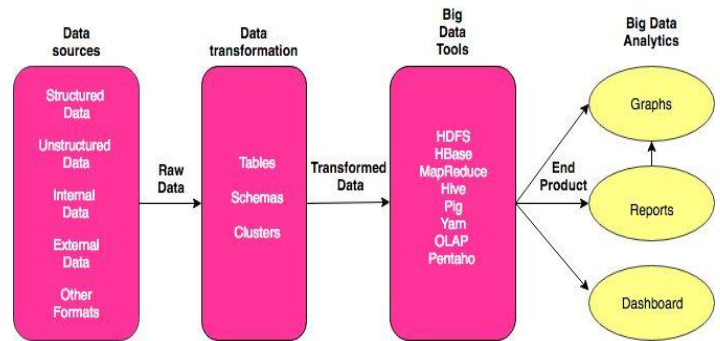 Data
sources
Structured
Data
Unstructured
Data
Internal
Data
External
Data
Other
Formats
Raw
Data
Data
transformation
Tables
Schemas
Clusters
Transformed
Data
Big
Data
Tools
HDFS
HBase
MapReduce
Hive
Pig
Yarn
OLAP
Pentaho
End
Product
Big Data
Analytics
Graphs
Reports
Dashboard